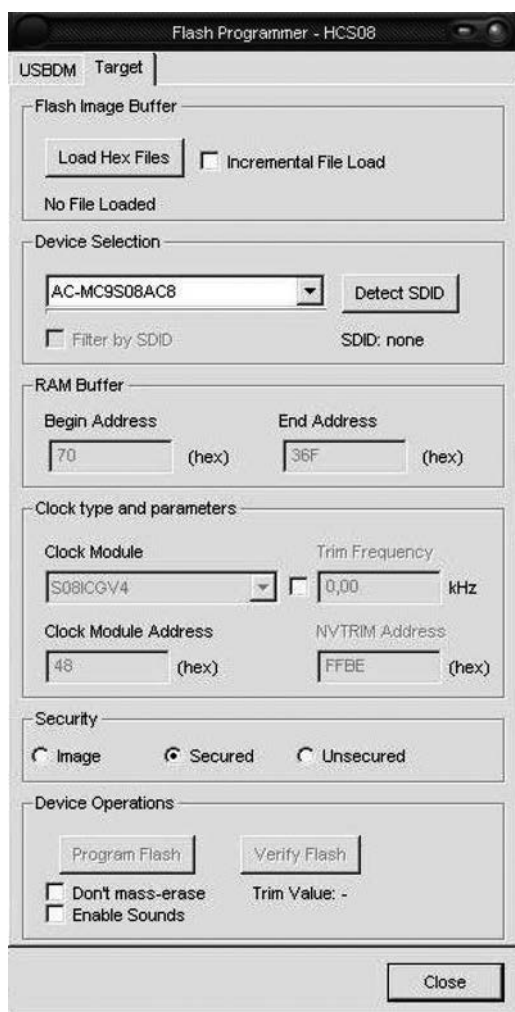 Flash Programmer - HCS08
USBDM Target
Flash Image Buffer
Load Hex Files Incremental File Load
No File Loaded
Device Selection
AC-MC9S08AC8 Detect SDID
Filter by SDID SDID: none
RAM Buffer
Begin Address End Address
70 (hex) 36F (hex)
Clock type and parameters
Clock Module Trim Frequency
S08ICGV4 0,00 kHz
Clock Module Address NVTRIM Address
48 (hex) FFBE (hex)
Security
Image Secured Unsecured
Device Operations
Program Flash Verify Flash
Don't mass-erase Trim Value: -
Enable Sounds
Close